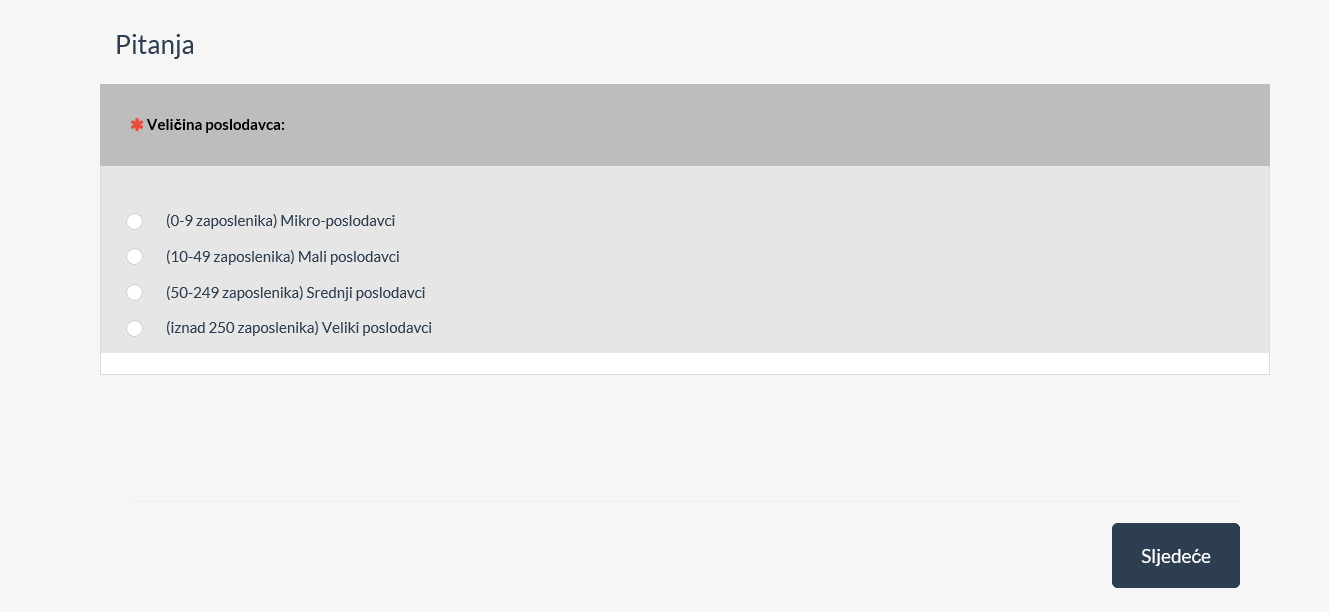 Pitanja
✱ Veličina poslodavca:
(0-9 zaposlenika) Mikro-poslodavci
(10-49 zaposlenika) Mali poslodavci
(50-249 zaposlenika) Srednji poslodavci
(iznad 250 zaposlenika) Veliki poslodavci
Sljedeće